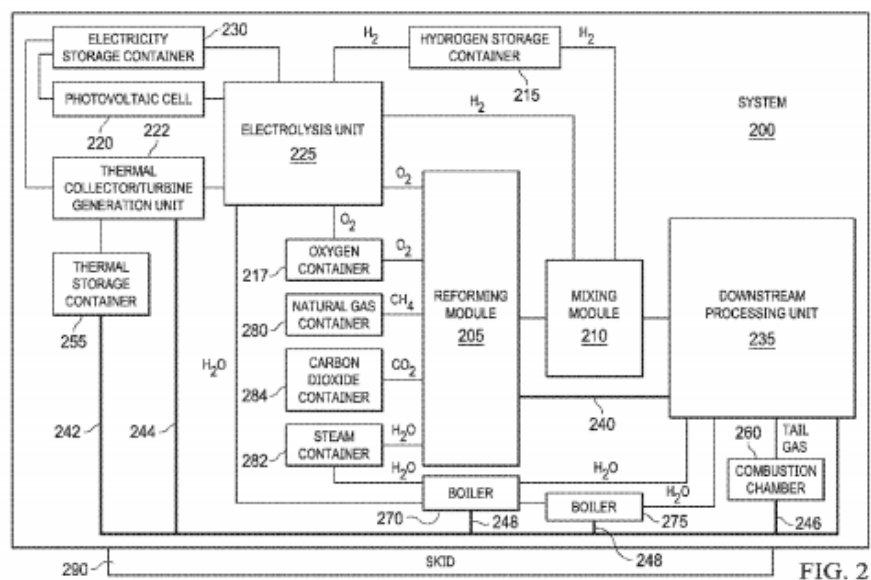 ELECTRICITY
STORAGE CONTAINER
230
H2
HYDROGEN STORAGE
CONTAINER
H2
215
PHOTOVOLTAIC CELL
220
222
ELECTROLYSIS UNIT
225
H2
SYSTEM
200
THERMAL
COLLECTOR/TURBINE
GENERATION UNIT
O2
O2
THERMAL
STORAGE
CONTAINER
255
OXYGEN
CONTAINER
217
O2
NATURAL GAS
CONTAINER
280
CH4
CARBON
DIOXIDE
CONTAINER
284
CO2
STEAM
CONTAINER
282
H2O
H2O
H2O
REFORMING
MODULE
205
MIXING
MODULE
210
DOWNSTREAM
PROCESSING UNIT
235
240
242
244
H2O
BOILER
270
248
BOILER
275
H2O
248
260
TAIL
GAS
COMBUSTION
CHAMBER
246
290
SKID
FIG. 2